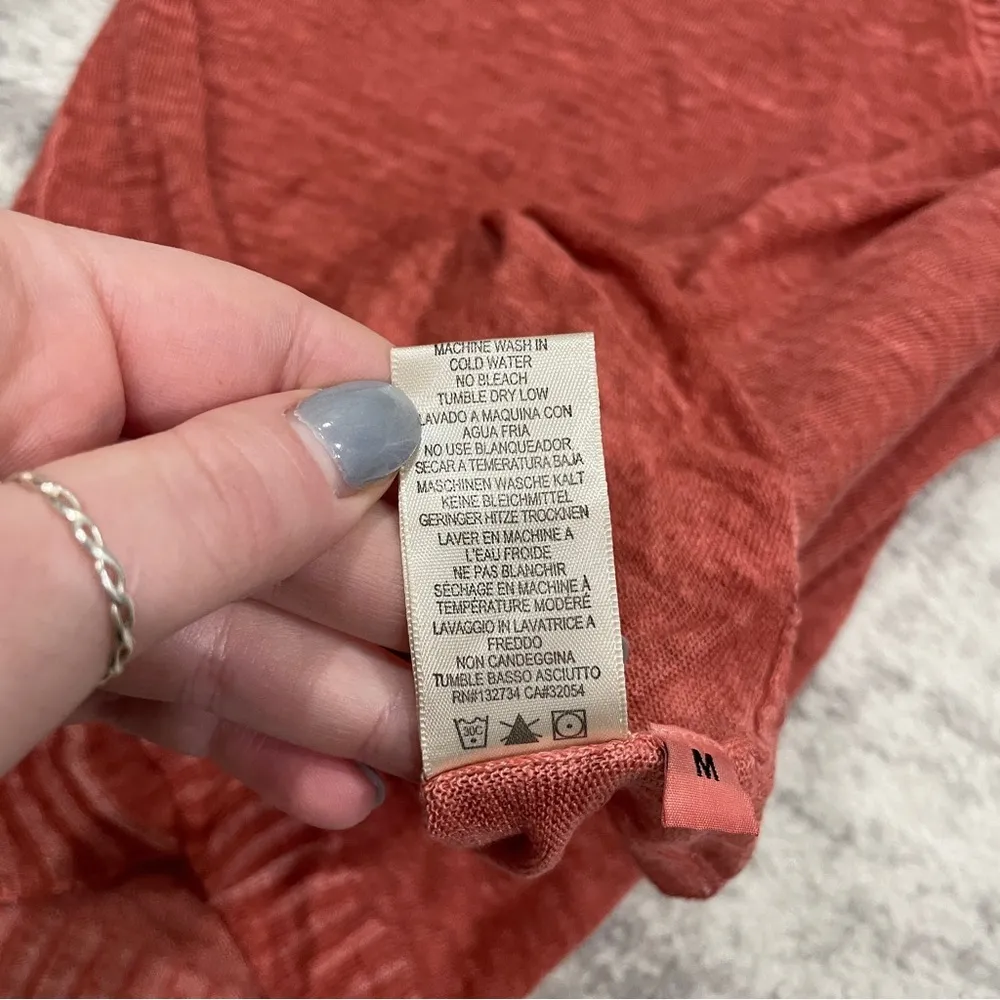 MACHINE WASH IN
COLD WATER
NO BLEACH
TUMBLE DRY LOW
LAVADO A MAQUINA CON
AGUA FRIA
NO USE BLANQUEADOR
SECAR A TEMERATURA BAJA
MASCHINEN WASCHE KALT
KEINE BLEICHMITTEL
GERINGER HITZE TROCKNEN
LAVER EN MACHINE A
L'EAU FROIDE
NE PAS BLANCHIR
SÉCHAGE EN MACHINE À
TEMPÉRATURE MODÉRÉ
LAVAGGIO IN LAVATRICE A
FREDDO
NON CANDEGGINA
TUMBLE BASSO ASCIUTTO
RN#132734 CA#32054
30C
M